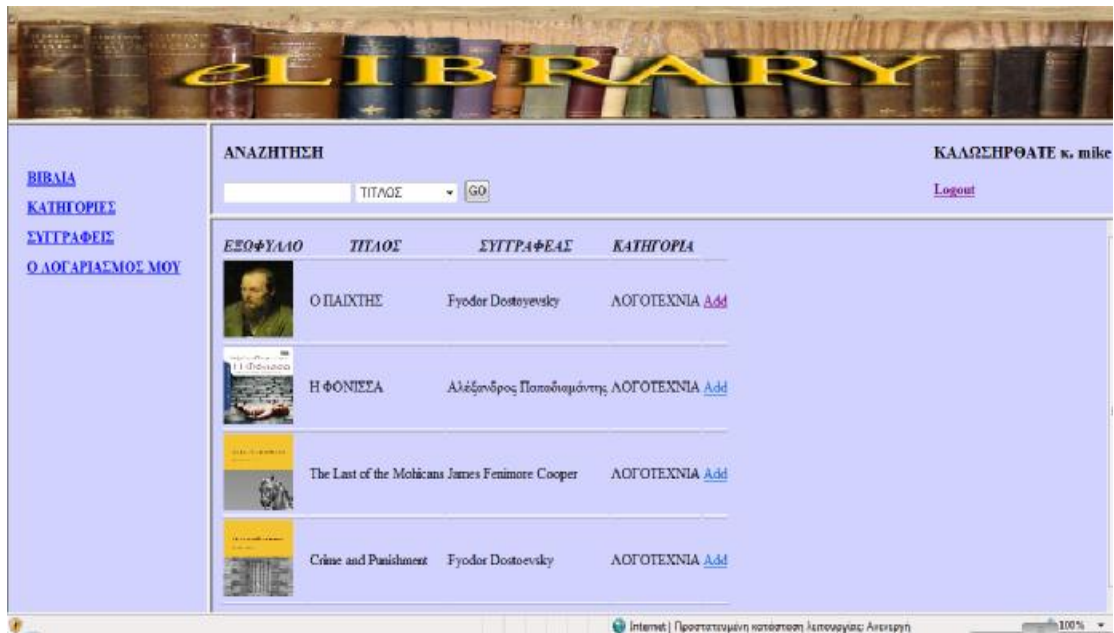 eLIBRARY
ΒΙΒΛΙΑ
ΚΑΤΗΓΟΡΙΕΣ
ΣΥΓΓΡΑΦΕΙΣ
Ο ΛΟΓΑΡΙΑΣΜΟΣ ΜΟΥ
ΑΝΑΖΗΤΗΣΗ
ΤΙΤΛΟΣ GO
ΚΑΛΩΣΗΡΘΑΤΕ κ. mike
Logout
ΕΞΩΦΥΛΛΟ ΤΙΤΛΟΣ ΣΥΓΓΡΑΦΕΑΣ ΚΑΤΗΓΟΡΙΑ
Ο ΠΑΙΧΤΗΣ Fyodor Dostoyevsky ΛΟΓΟΤΕΧΝΙΑ Add
Η ΦΟΝΙΣΣΑ Αλέξανδρος Παπαδιαμάντης ΛΟΓΟΤΕΧΝΙΑ Add
The Last of the Mohicans James Fenimore Cooper ΛΟΓΟΤΕΧΝΙΑ Add
Crime and Punishment Fyodor Dostoevsky ΛΟΓΟΤΕΧΝΙΑ Add
Internet | Προστατευμένη κατάσταση λειτουργίας: Ανενεργή 100%